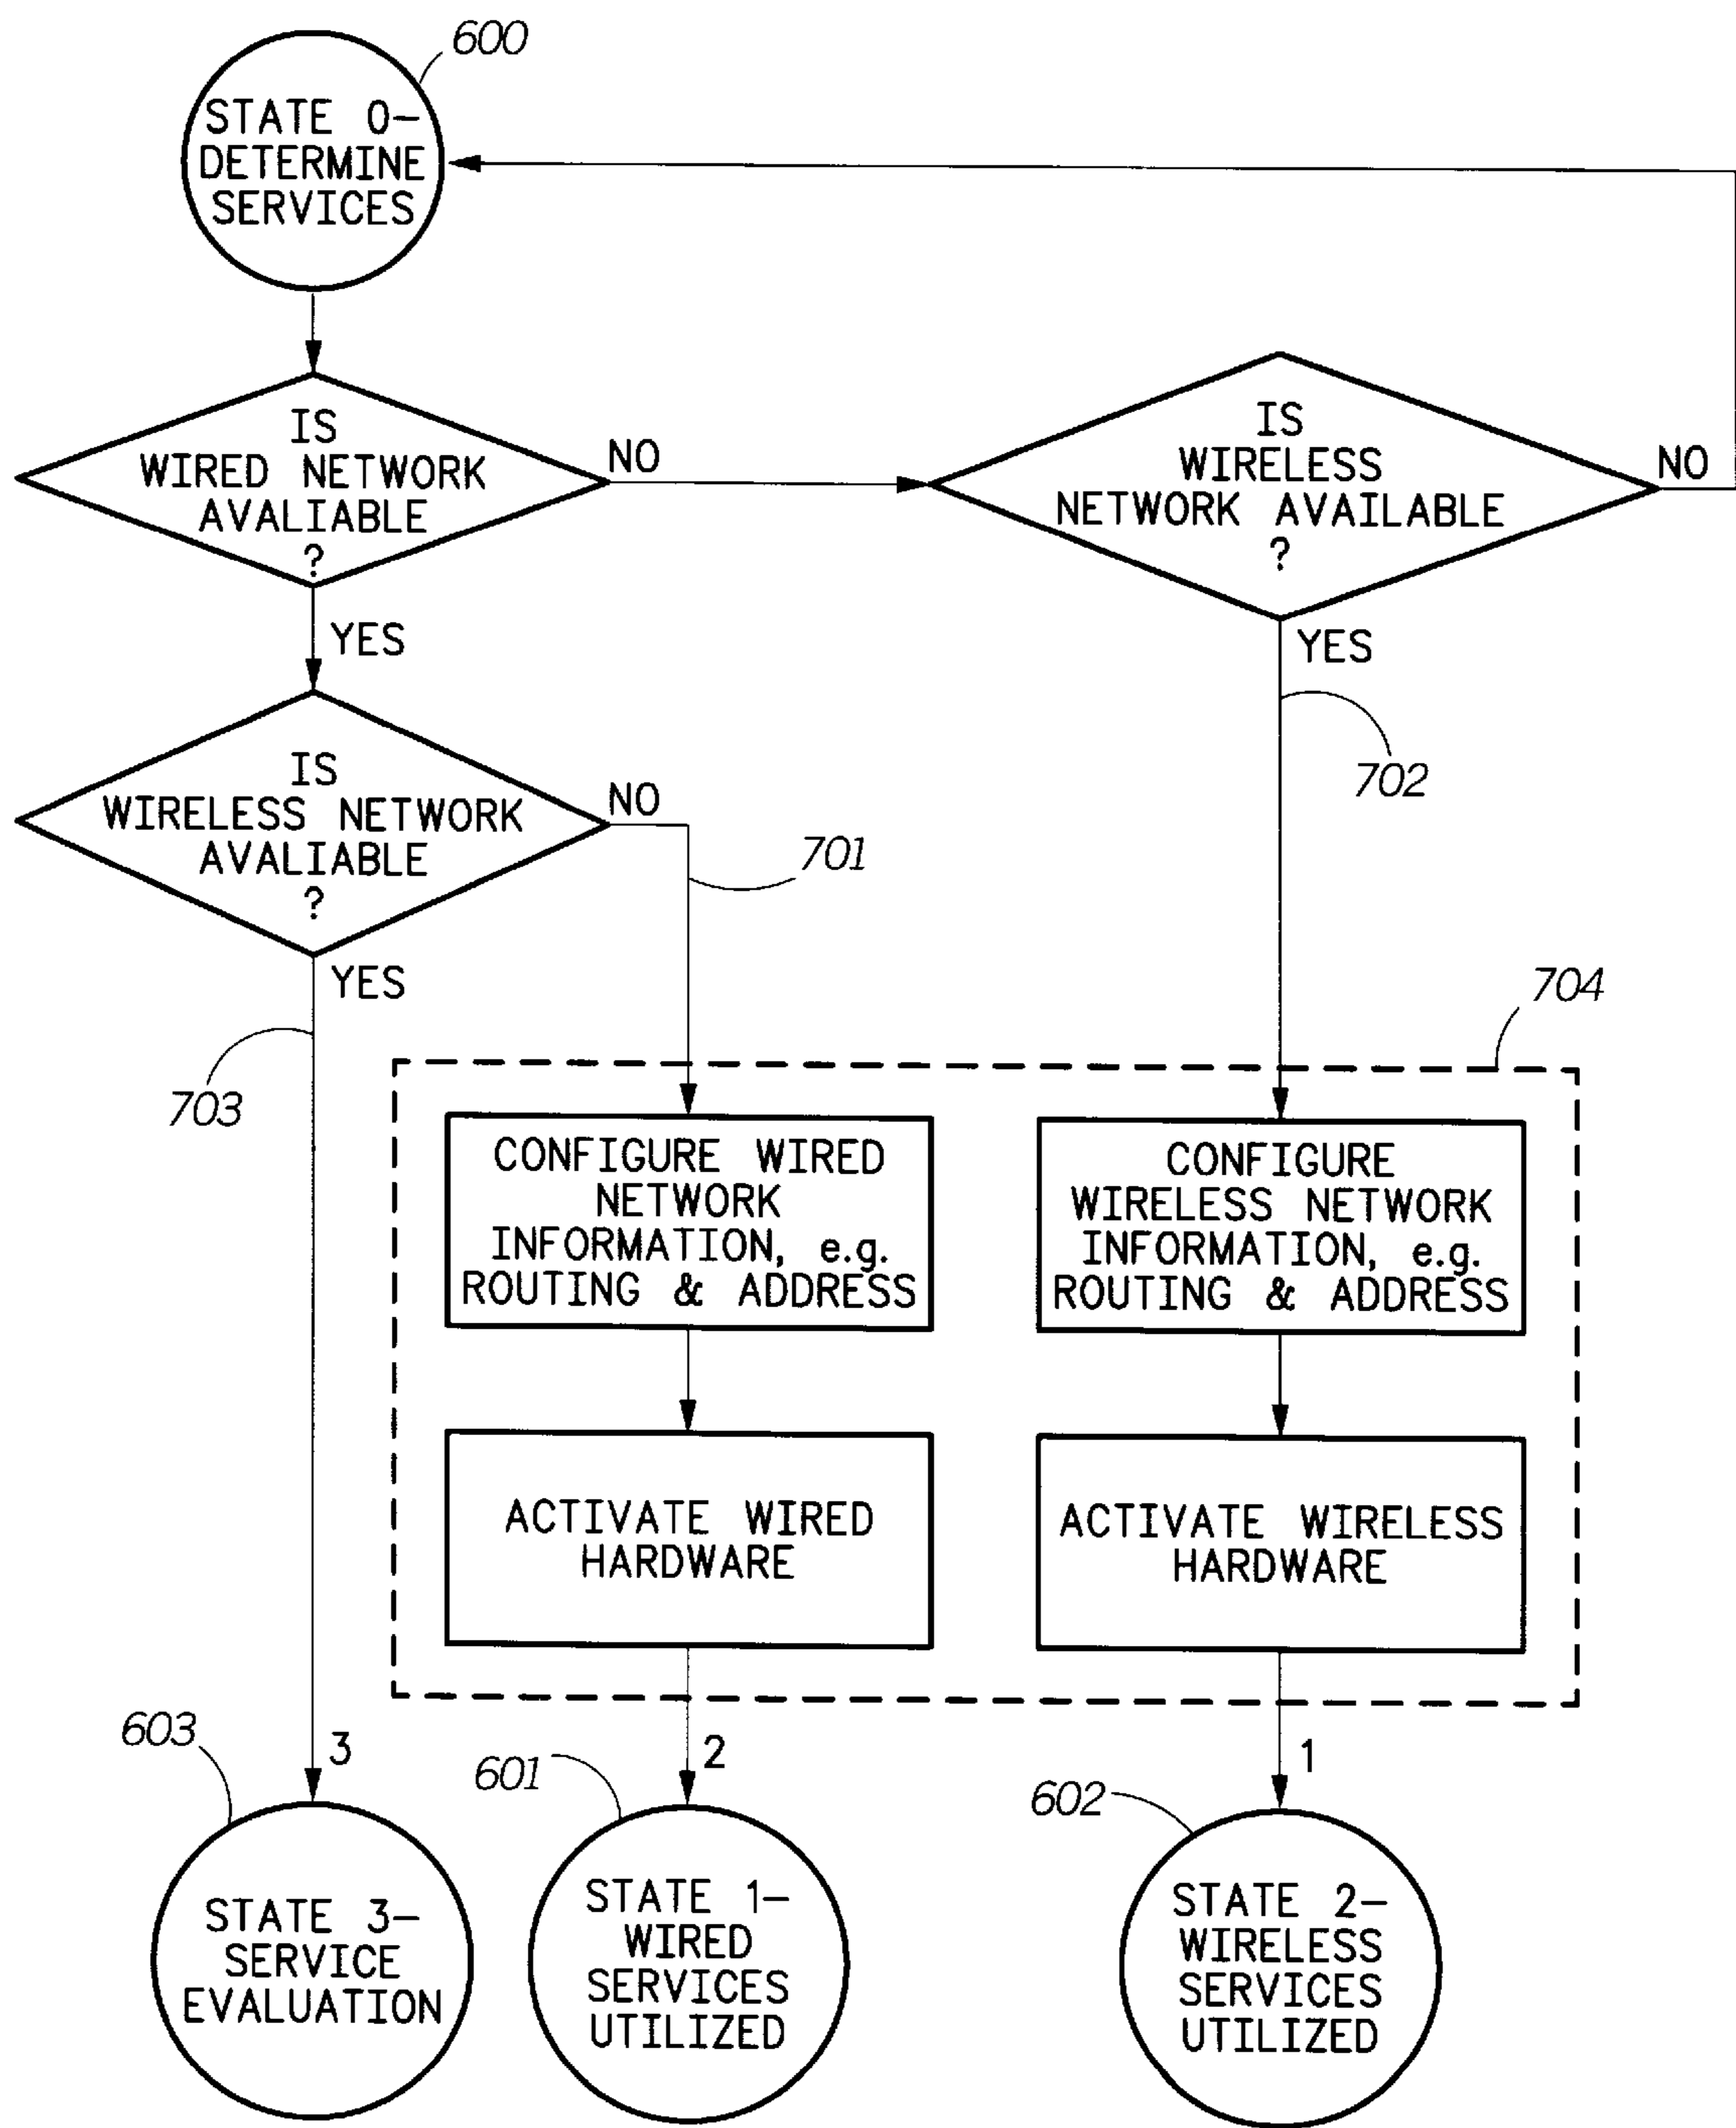 600
STATE 0-
DETERMINE
SERVICES
IS
WIRED NETWORK
AVALIABLE
?
NO
IS
WIRELESS
NETWORK AVAILABLE
?
NO
YES
YES
702
IS
WIRELESS NETWORK
AVALIABLE
?
NO
701
YES
703
704
CONFIGURE WIRED
NETWORK
INFORMATION, e.g.
ROUTING & ADDRESS
CONFIGURE
WIRELESS NETWORK
INFORMATION, e.g.
ROUTING & ADDRESS
ACTIVATE WIRED
HARDWARE
ACTIVATE WIRELESS
HARDWARE
603
3
601
2
602
1
STATE 3-
SERVICE
EVALUATION
STATE 1-
WIRED
SERVICES
UTILIZED
STATE 2-
WIRELESS
SERVICES
UTILIZED